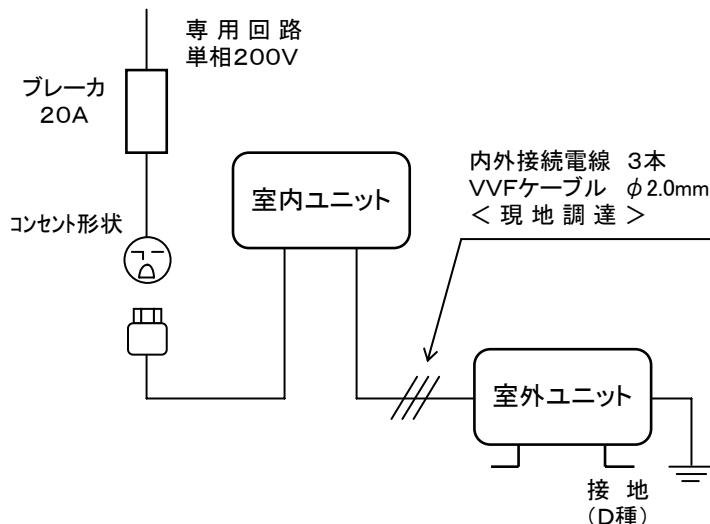 専用回路
単相200V
ブレーカ
20A
コンセント形状
室内ユニット
内外接続電線 3本
VVFケーブル φ2.0mm
<現地調達>
室外ユニット
接地
(D種)